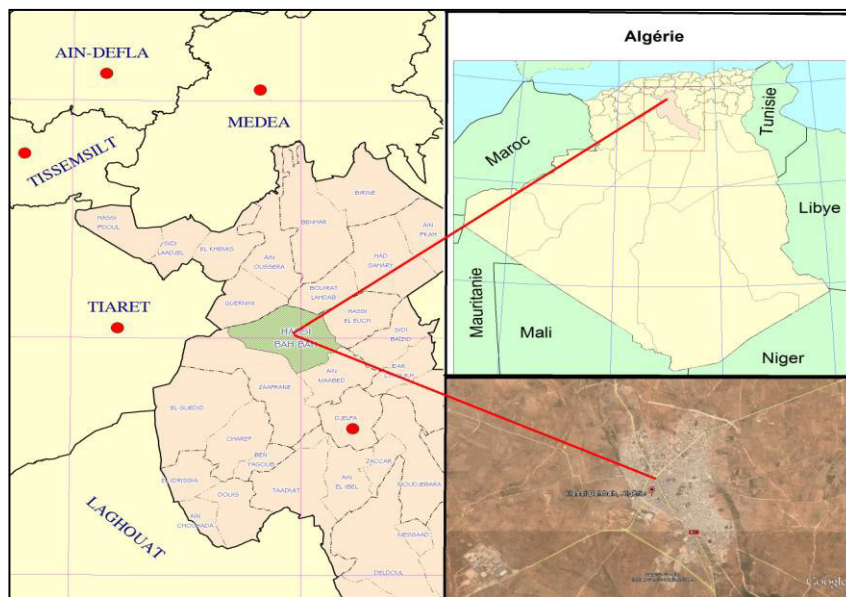 AIN-DEFLA
MEDEA
TISSEMSILT
BIRINE
HASSI
BENHAR
AIN
SIDI
LAADJEL
EL KHEMIS
AIN
OUSSERA
HAD
SAHARY
GUERNINI
BOUIRAT
LAHDAB
HASSI
EL EUCH
TIARET
SIDI
BAIZID
BAH BAH
AIN
MAABED
DAR
ZAAFRANE
EL GUEDID
DJELFA
CHAREF
BEN
YAGOUB
ZACCAR
EL IDRISSIA
DOUIS
TAADMIT
AIN
EL IBEL
MOUDJEBARA
AIN
CHOUHADA
MESSAAD
LAGHOUAT
DELDOUL
Algérie
Maroc
Tunisie
Libye
Mauritanie
Mali
Niger
Hassi Bahbah, Algérie
Google